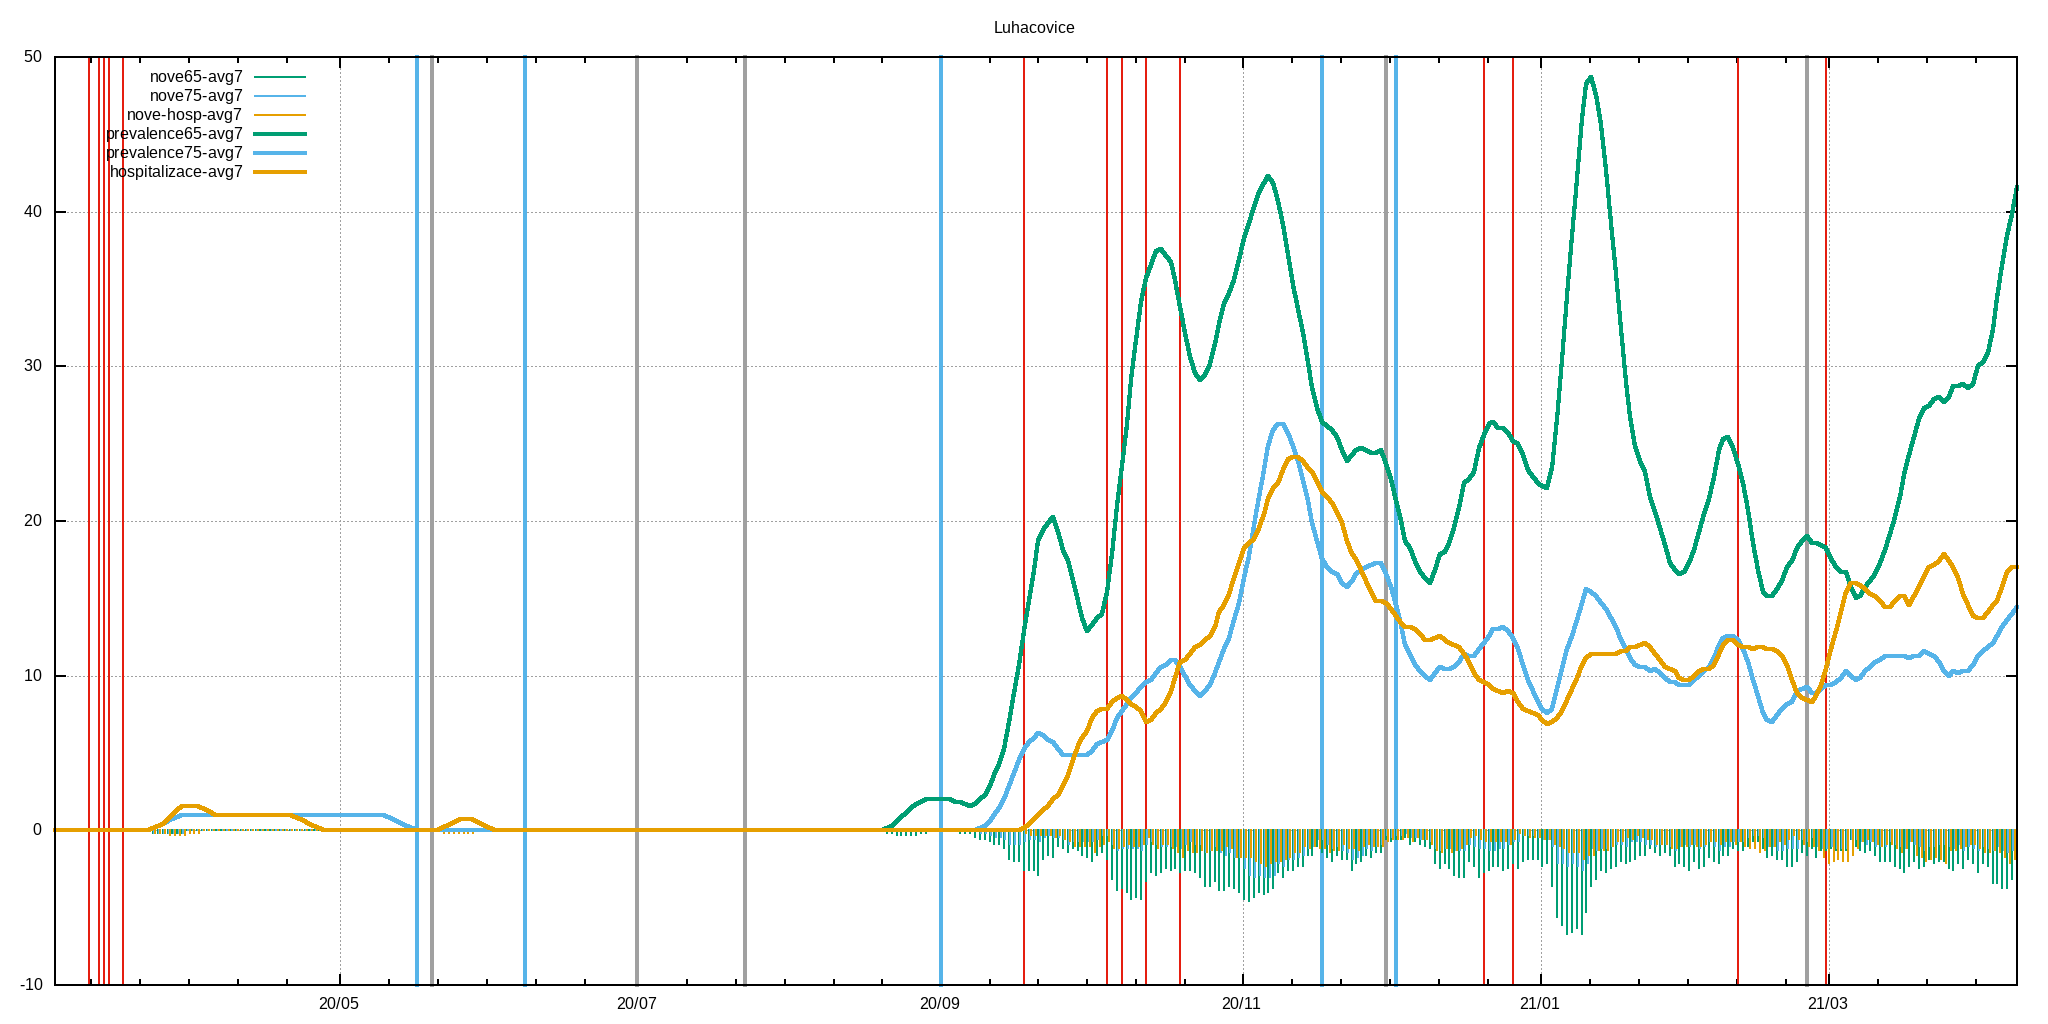 Luhacovice
50
nove65-avg7
nove75-avg7
nove-hosp-avg7
prevalence65-avg7
prevalence75-avg7
hospitalizace-avg7
40
30
20
10
0
-10
20/05 20/07 20/09 20/11 21/01 21/03